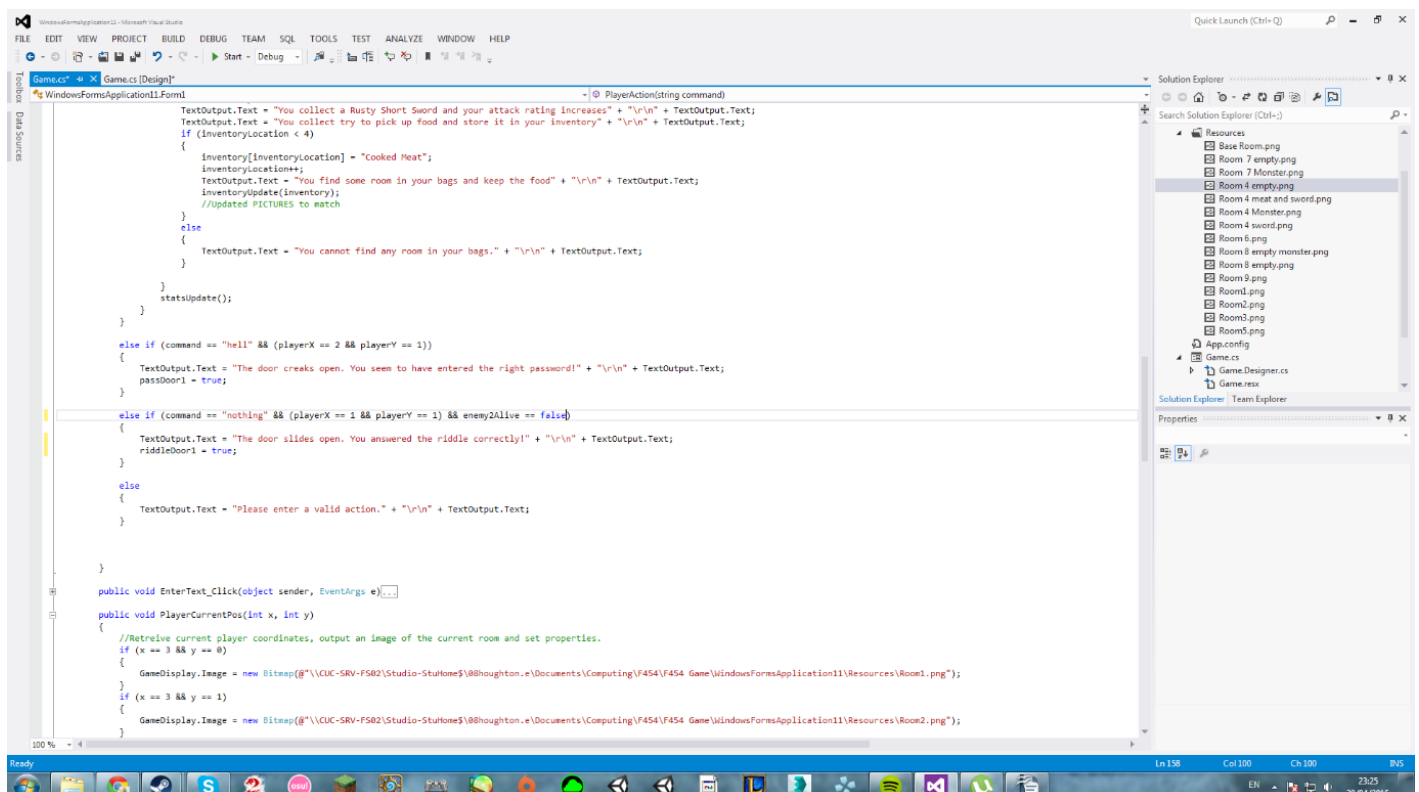 WindowsFormsApplication11 - Microsoft Visual Studio
Quick Launch (Ctrl+Q)
FILE EDIT VIEW PROJECT BUILD DEBUG TEAM SQL TOOLS TEST ANALYZE WINDOW HELP
Start - Debug
Toolbox
Data Sources
Game.cs* Game.cs [Design]*
WindowsFormsApplication11.Form1 PlayerAction(string command)
TextOutput.Text = "You collect a Rusty Short Sword and your attack rating increases" + "\r\n" + TextOutput.Text;
TextOutput.Text = "You collect try to pick up food and store it in your inventory" + "\r\n" + TextOutput.Text;
if (inventoryLocation < 4)
{
inventory[inventoryLocation] = "Cooked Meat";
inventoryLocation++;
TextOutput.Text = "You find some room in your bags and keep the food" + "\r\n" + TextOutput.Text;
inventoryUpdate(inventory);
//Updated PICTURES to match
}
else
{
TextOutput.Text = "You cannot find any room in your bags." + "\r\n" + TextOutput.Text;
}
}
statsUpdate();
}
}
else if (command == "hell" && (playerX == 2 && playerY == 1))
{
TextOutput.Text = "The door creaks open. You seem to have entered the right password!" + "\r\n" + TextOutput.Text;
passDoor1 = true;
}
else if (command == "nothing" && (playerX == 1 && playerY == 1) && enemy2Alive == false)
{
TextOutput.Text = "The door slides open. You answered the riddle correctly!" + "\r\n" + TextOutput.Text;
riddleDoor1 = true;
}
else
{
TextOutput.Text = "Please enter a valid action." + "\r\n" + TextOutput.Text;
}
}
public void EnterText_Click(object sender, EventArgs e)...
public void PlayerCurrentPos(int x, int y)
{
//Retreive current player coordinates, output an image of the current room and set properties.
if (x == 3 && y == 0)
{
GameDisplay.Image = new Bitmap(@"\\CUC-SRV-FS02\Studio-StuHome$\08houghton.e\Documents\Computing\F454\F454 Game\WindowsFormsApplication11\Resources\Room1.png");
}
if (x == 3 && y == 1)
{
GameDisplay.Image = new Bitmap(@"\\CUC-SRV-FS02\Studio-StuHome$\08houghton.e\Documents\Computing\F454\F454 Game\WindowsFormsApplication11\Resources\Room2.png");
}
100 %
Solution Explorer
Search Solution Explorer (Ctrl+;)
Resources
Base Room.png
Room 7 empty.png
Room 7 Monster.png
Room 4 empty.png
Room 4 meat and sword.png
Room 4 Monster.png
Room 4 sword.png
Room 6.png
Room 8 empty monster.png
Room 8 empty.png
Room 9.png
Room1.png
Room2.png
Room3.png
Room5.png
App.config
Game.cs
Game.Designer.cs
Game.resx
Solution Explorer Team Explorer
Properties
Ready Ln 158 Col 100 Ch 100 INS
osu!
EN 23:25